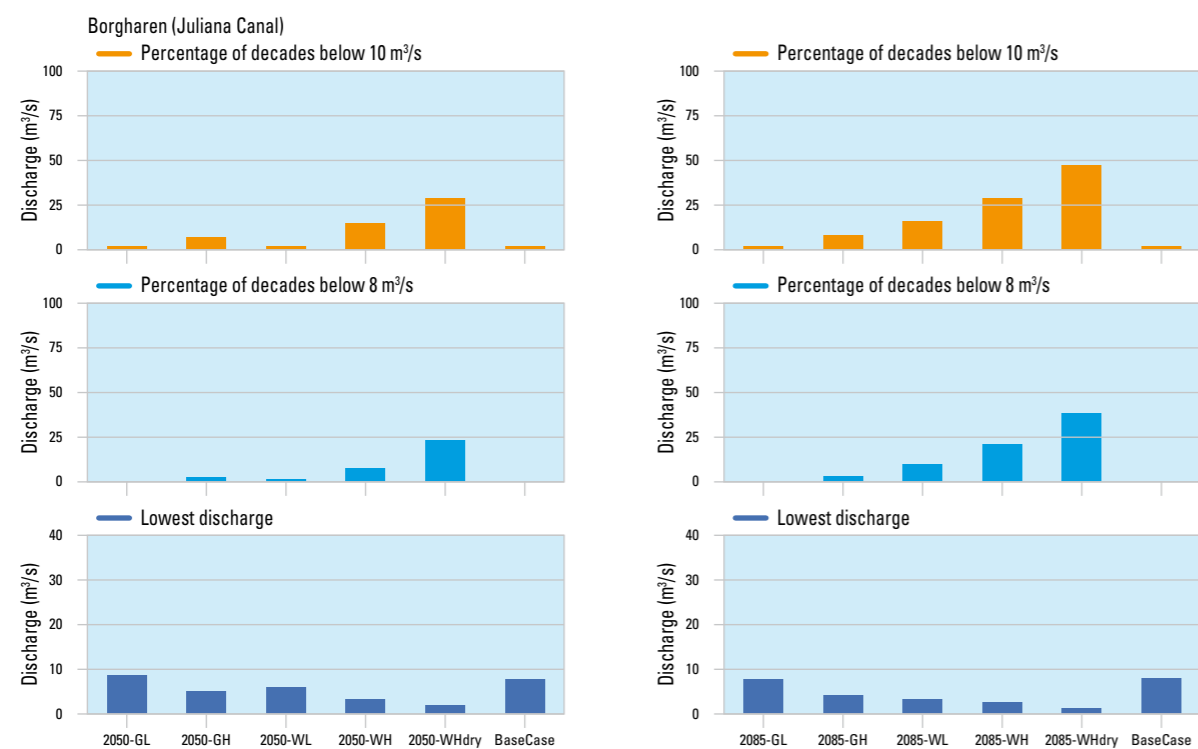 Borgharen (Juliana Canal)
Percentage of decades below 10 m³/s
Discharge (m³/s)
100
75
50
25
0
Percentage of decades below 10 m³/s
Discharge (m³/s)
100
75
50
25
0
Percentage of decades below 8 m³/s
Discharge (m³/s)
100
75
50
25
0
Percentage of decades below 8 m³/s
Discharge (m³/s)
100
75
50
25
0
Lowest discharge
Discharge (m³/s)
40
30
20
10
0
2050-GL 2050-GH 2050-WL 2050-WH 2050-WHdry BaseCase
Lowest discharge
Discharge (m³/s)
40
30
20
10
0
2085-GL 2085-GH 2085-WL 2085-WH 2085-WHdry BaseCase